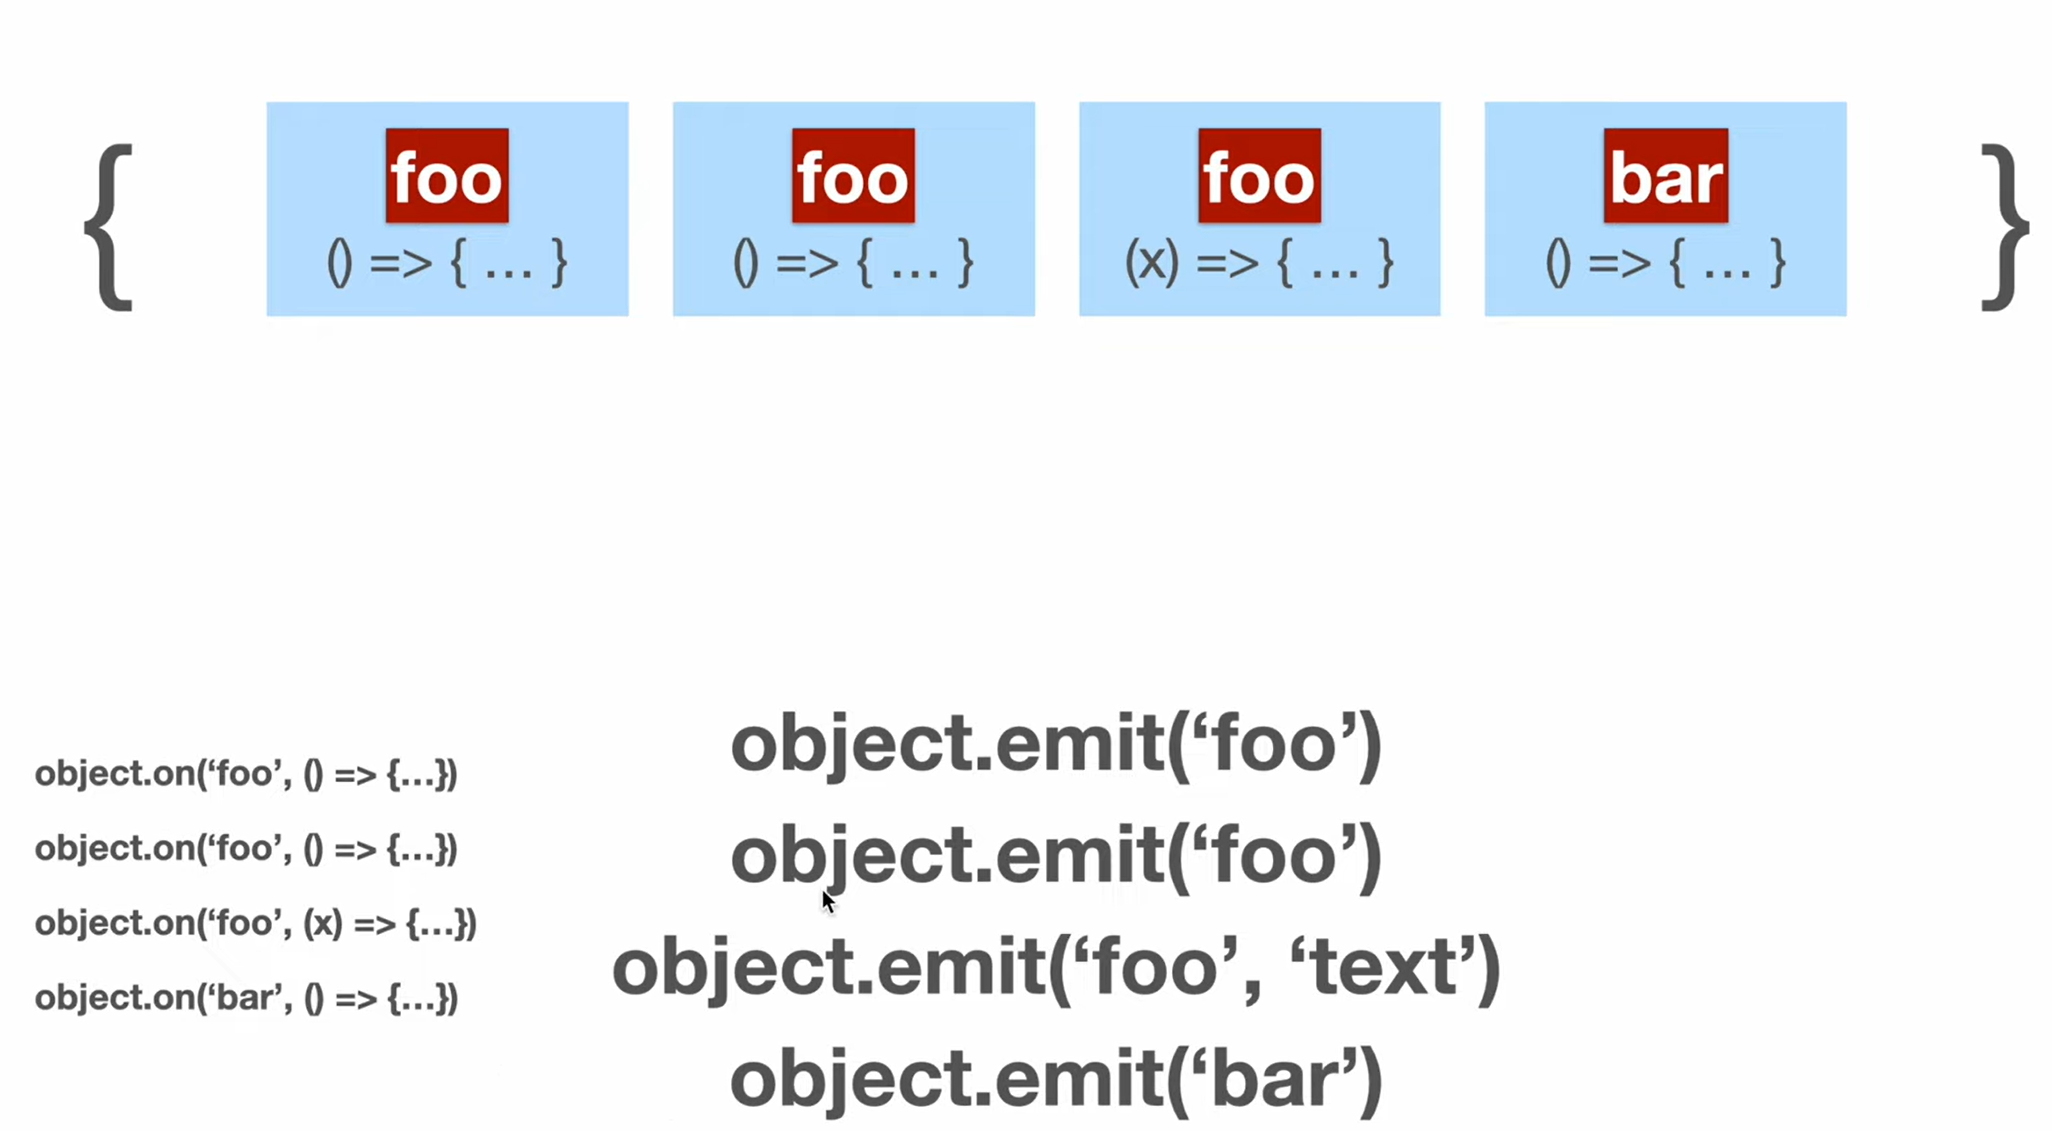 { foo foo foo bar }
() => { ... } () => { ... } (x) => { ... } () => { ... }
object.on(‘foo’, () => {...})
object.on(‘foo’, () => {...})
object.on(‘foo’, (x) => {...})
object.on(‘bar’, () => {...})
object.emit(‘foo’)
object.emit(‘foo’)
object.emit(‘foo’, ‘text’)
object.emit(‘bar’)